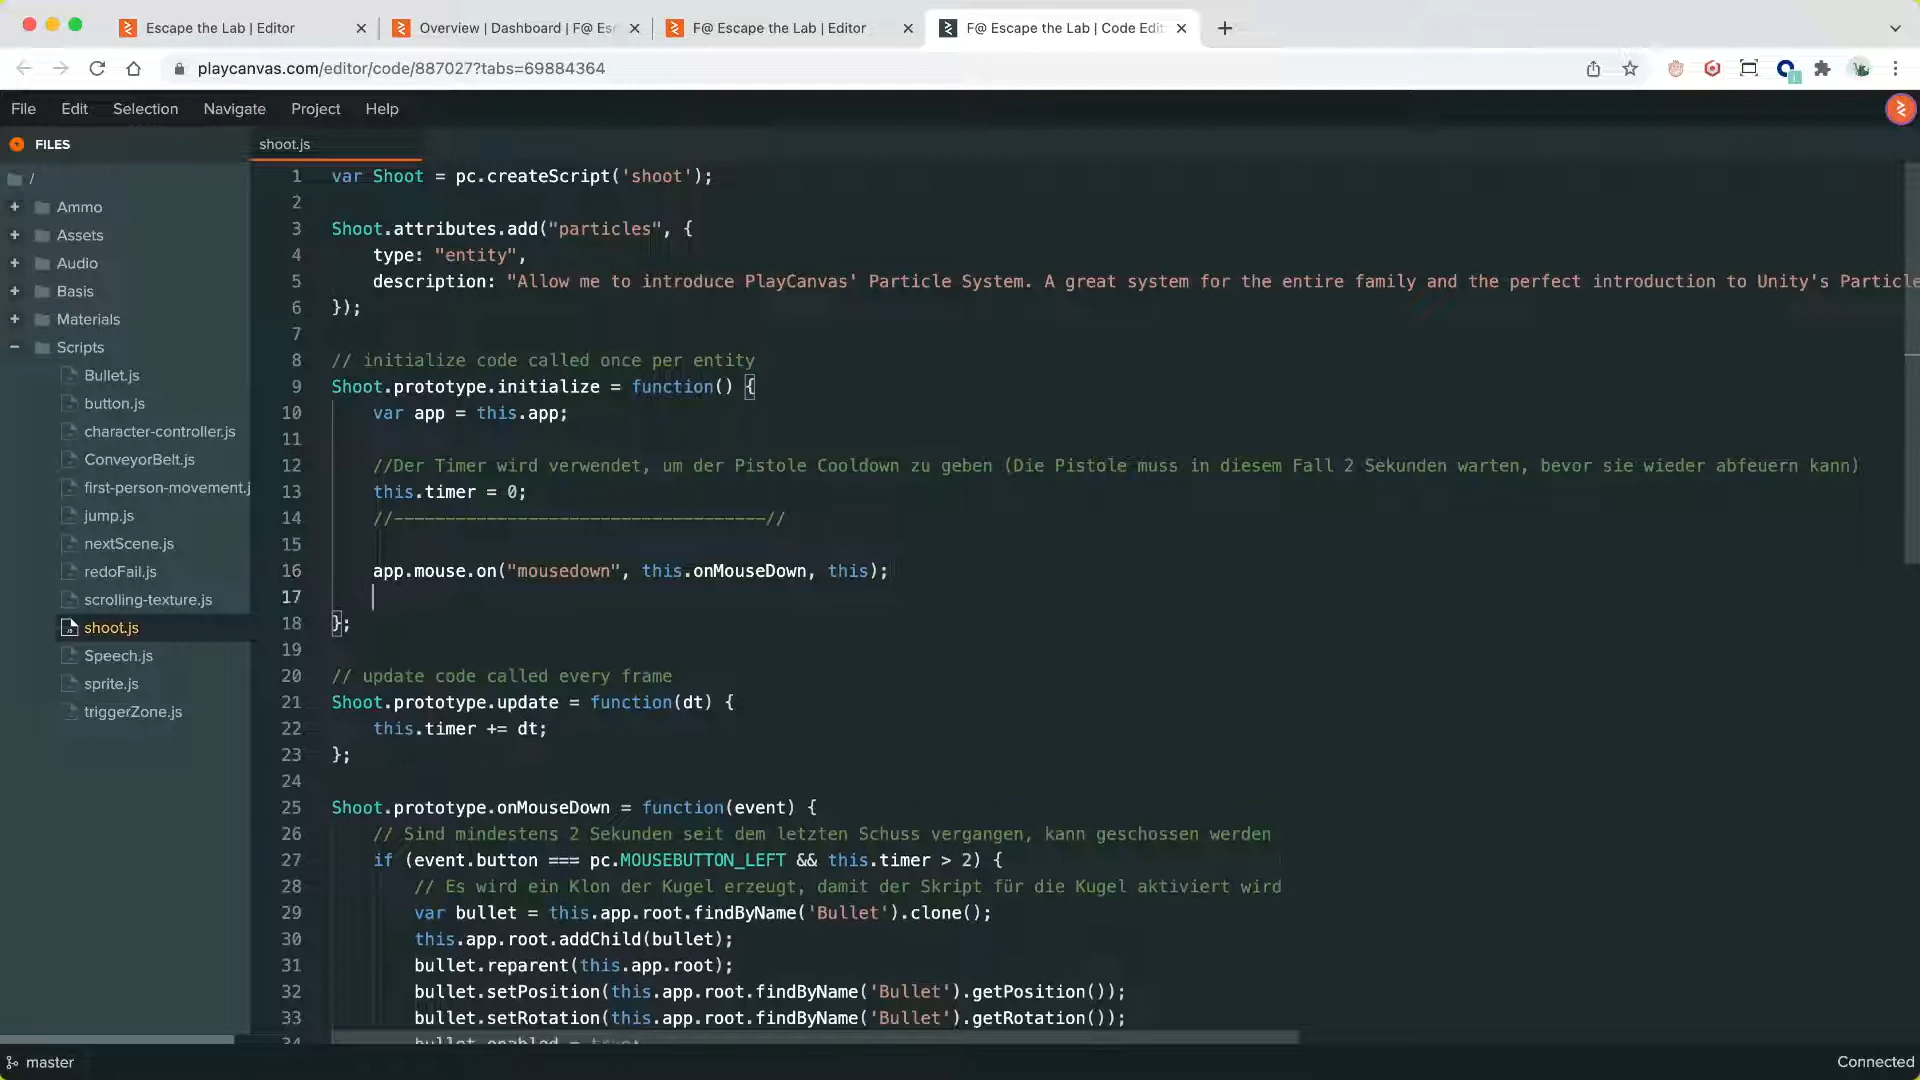 Escape the Lab | Editor
Overview | Dashboard | F@ Es
F@ Escape the Lab | Editor
F@ Escape the Lab | Code Edit
playcanvas.com/editor/code/887027?tabs=69884364
File Edit Selection Navigate Project Help
FILES
/
+ Ammo
+ Assets
+ Audio
+ Basis
+ Materials
− Scripts
Bullet.js
button.js
character-controller.js
ConveyorBelt.js
first-person-movement.j
jump.js
nextScene.js
redoFail.js
scrolling-texture.js
shoot.js
Speech.js
sprite.js
triggerZone.js
shoot.js
1 var Shoot = pc.createScript('shoot');
2
3 Shoot.attributes.add("particles", {
4 type: "entity",
5 description: "Allow me to introduce PlayCanvas' Particle System. A great system for the entire family and the perfect introduction to Unity's Particle
6 });
7
8 // initialize code called once per entity
9 Shoot.prototype.initialize = function() {
10 var app = this.app;
11
12 //Der Timer wird verwendet, um der Pistole Cooldown zu geben (Die Pistole muss in diesem Fall 2 Sekunden warten, bevor sie wieder abfeuern kann)
13 this.timer = 0;
14 //------------------------------------//
15
16 app.mouse.on("mousedown", this.onMouseDown, this);
17
18 };
19
20 // update code called every frame
21 Shoot.prototype.update = function(dt) {
22 this.timer += dt;
23 };
24
25 Shoot.prototype.onMouseDown = function(event) {
26 // Sind mindestens 2 Sekunden seit dem letzten Schuss vergangen, kann geschossen werden
27 if (event.button === pc.MOUSEBUTTON_LEFT && this.timer > 2) {
28 // Es wird ein Klon der Kugel erzeugt, damit der Skript für die Kugel aktiviert wird
29 var bullet = this.app.root.findByName('Bullet').clone();
30 this.app.root.addChild(bullet);
31 bullet.reparent(this.app.root);
32 bullet.setPosition(this.app.root.findByName('Bullet').getPosition());
33 bullet.setRotation(this.app.root.findByName('Bullet').getRotation());
34 bullet.enabled = true;
master
Connected